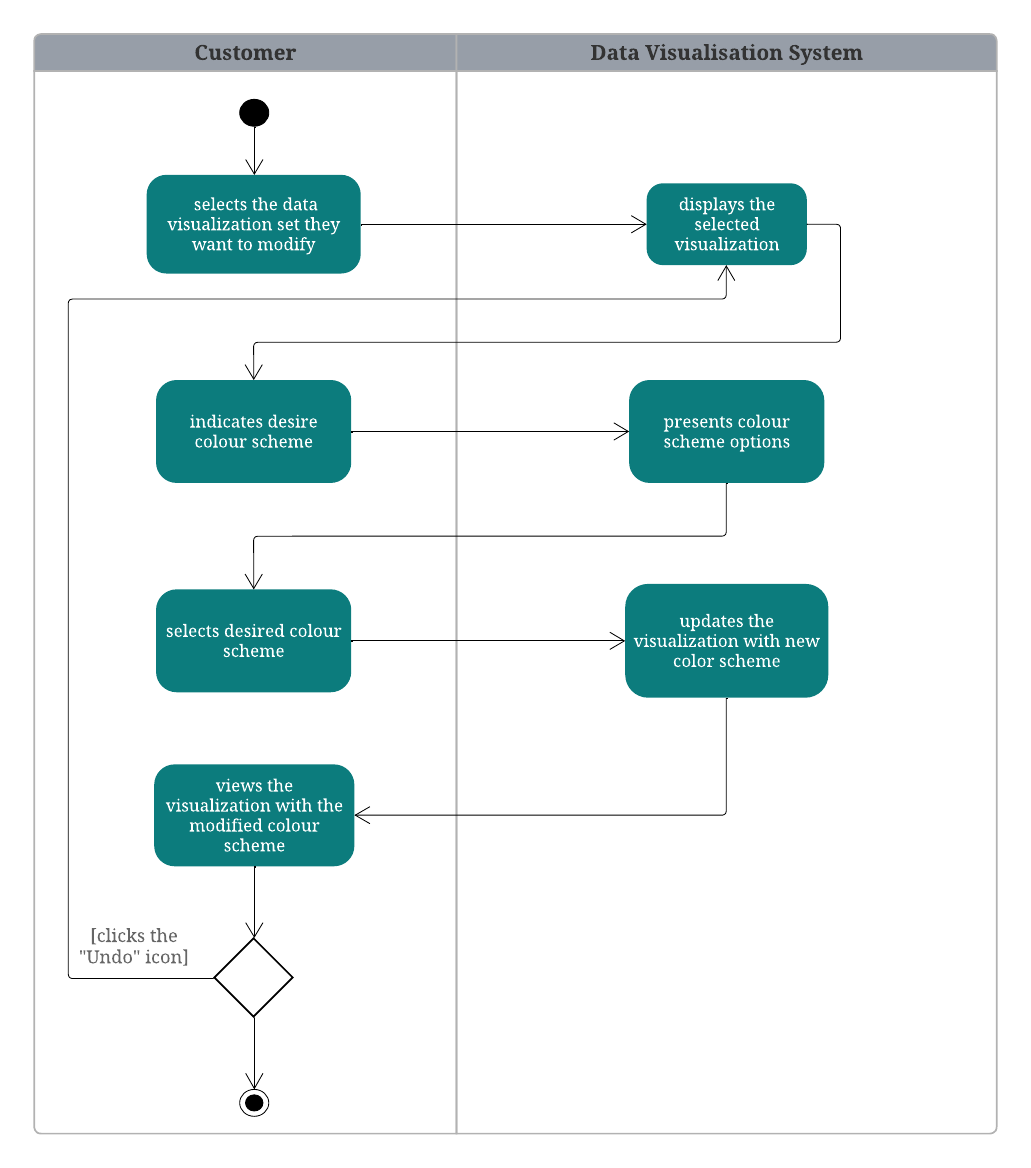 Customer
Data Visualisation System
selects the data
visualization set they
want to modify
displays the
selected
visualization
indicates desire
colour scheme
presents colour
scheme options
selects desired colour
scheme
updates the
visualization with new
color scheme
views the
visualization with the
modified colour
scheme
[clicks the
"Undo" icon]